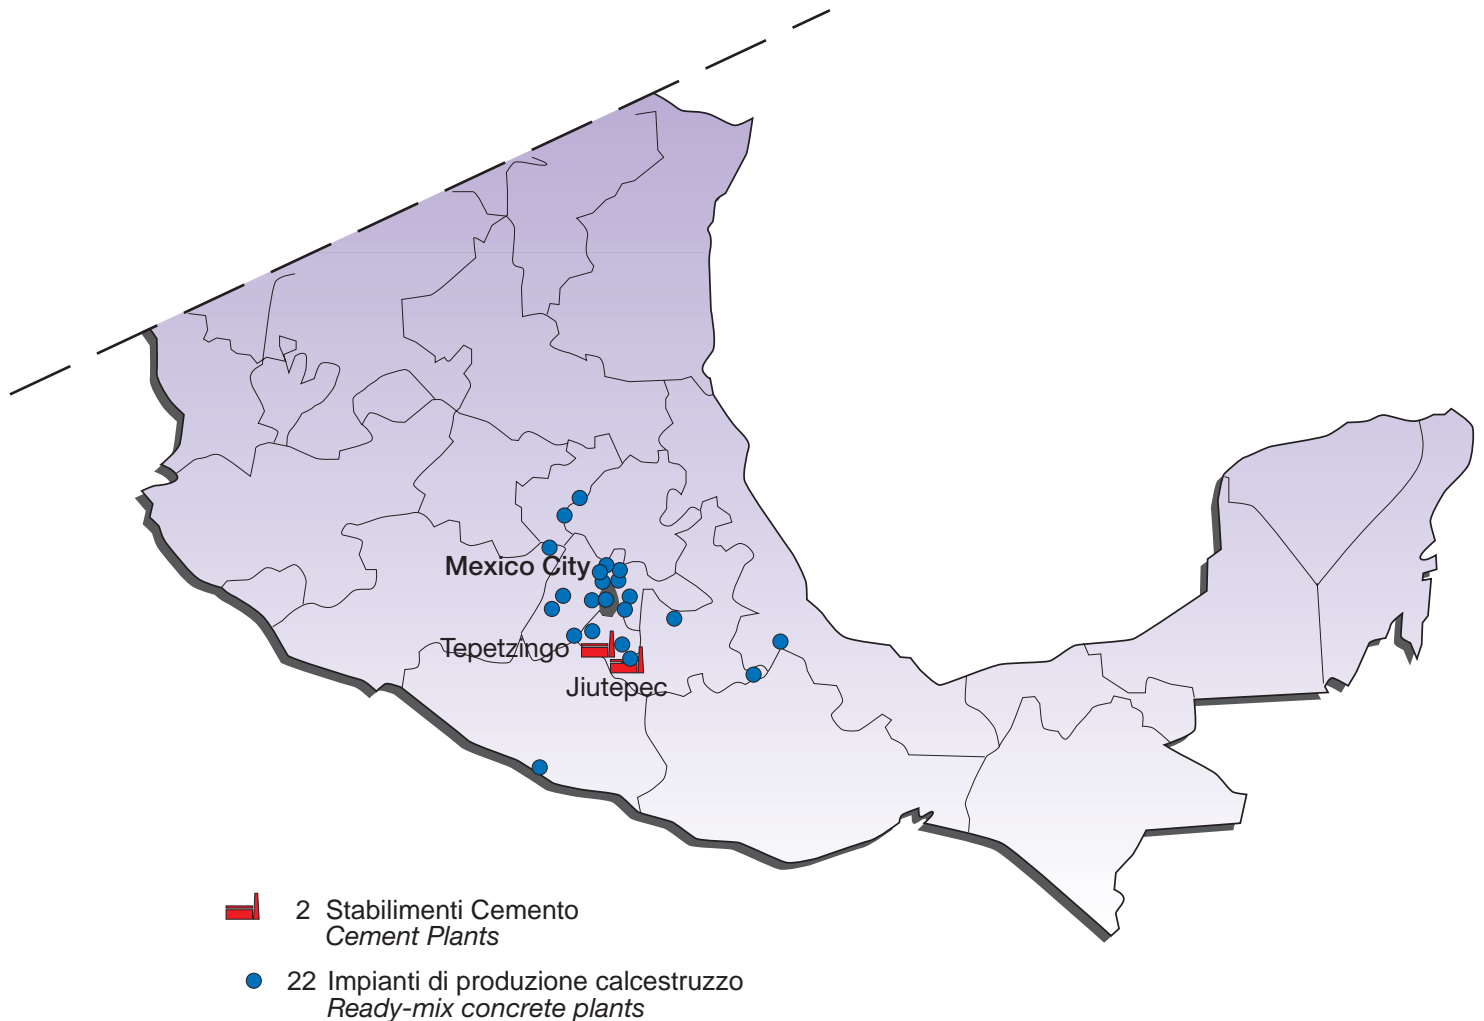 Mexico City
Tepetzingo
Jiutepec
2 Stabilimenti Cemento
Cement Plants
22 Impianti di produzione calcestruzzo
Ready-mix concrete plants